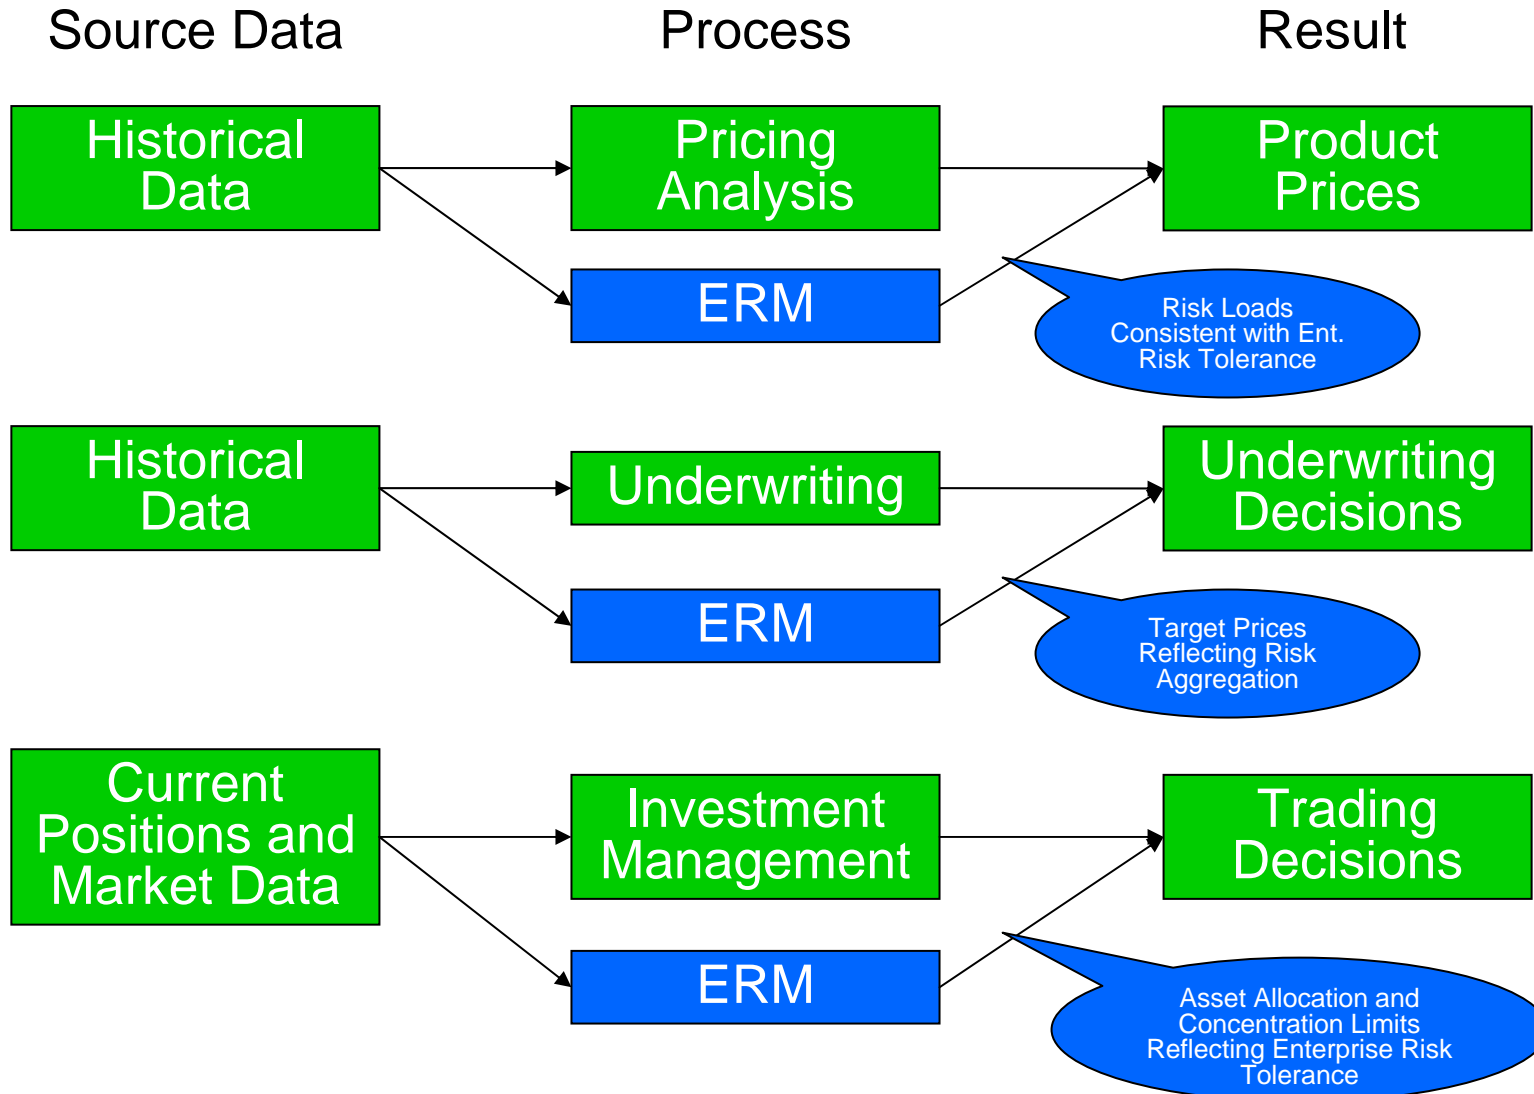 Source Data
Process
Result
Historical
Data
Pricing
Analysis
Product
Prices
ERM
Risk Loads
Consistent with Ent.
Risk Tolerance
Historical
Data
Underwriting
Underwriting
Decisions
ERM
Target Prices
Reflecting Risk
Aggregation
Current
Positions and
Market Data
Investment
Management
Trading
Decisions
ERM
Asset Allocation and
Concentration Limits
Reflecting Enterprise Risk
Tolerance